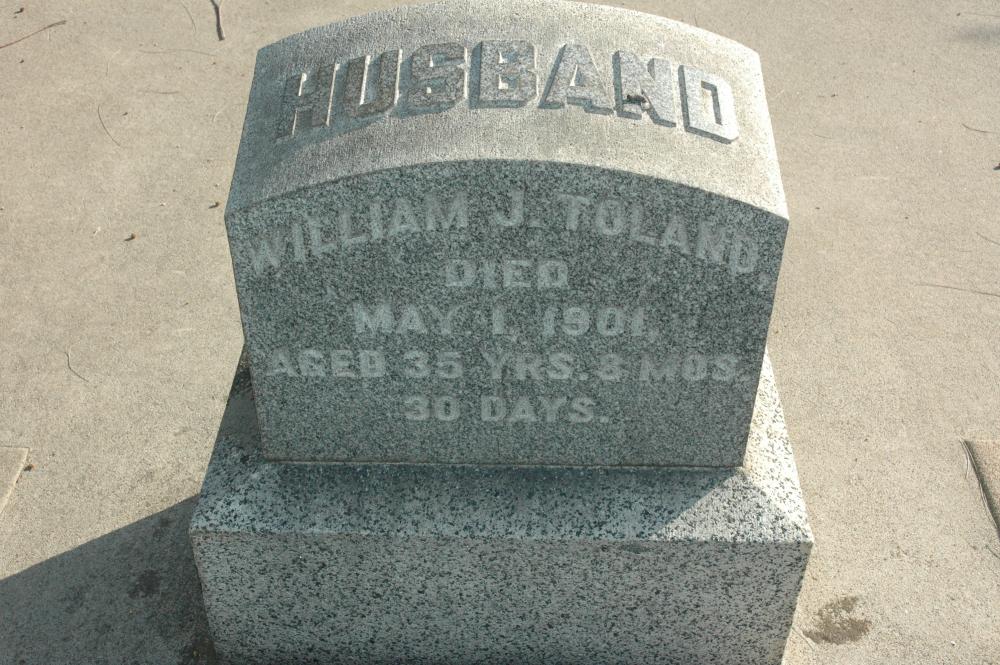 HUSBAND
WILLIAM J. TOLAND.
DIED
MAY 1, 1901.
AGED 35 YRS. 8 MOS.
30 DAYS.